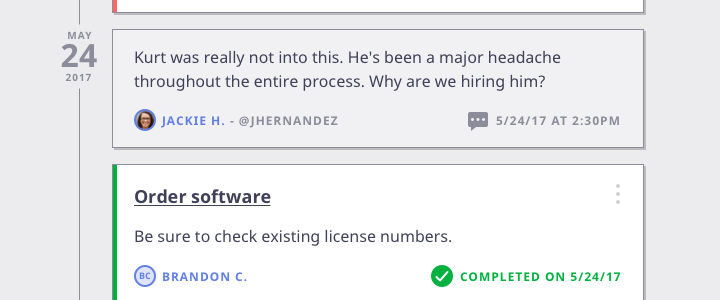 MAY
24
2017
Kurt was really not into this. He's been a major headache
throughout the entire process. Why are we hiring him?
JACKIE H. - @JHERNANDEZ
5/24/17 AT 2:30PM
Order software
Be sure to check existing license numbers.
BC
BRANDON C.
COMPLETED ON 5/24/17